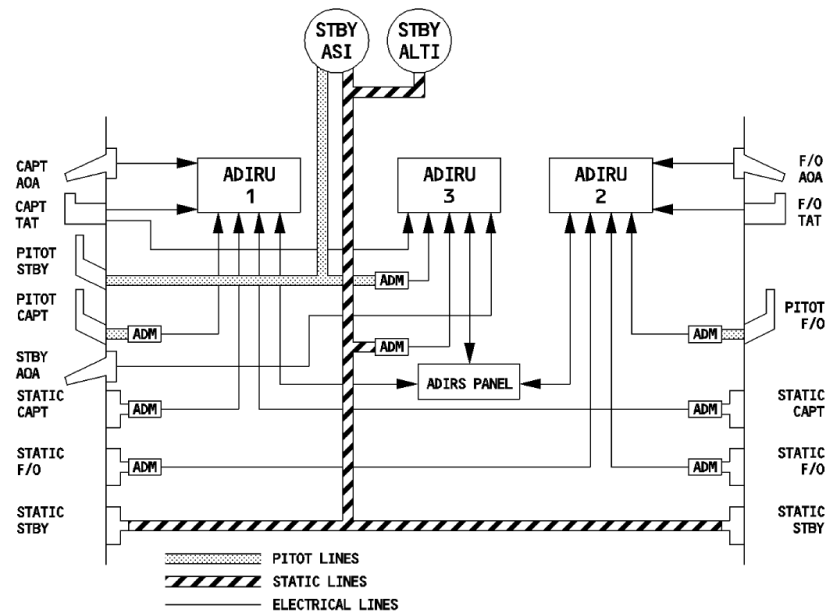 STBY
ASI
STBY
ALTI
CAPT
AOA
ADIRU
1
ADIRU
3
ADIRU
2
F/O
AOA
CAPT
TAT
F/O
TAT
PITOT
STBY
ADM
PITOT
CAPT
ADM
ADM
PITOT
F/O
ADM
STBY
AOA
ADIRS PANEL
STATIC
CAPT
ADM
ADM
STATIC
CAPT
STATIC
F/O
ADM
ADM
STATIC
F/O
STATIC
STBY
STATIC
STBY
PITOT LINES
STATIC LINES
ELECTRICAL LINES